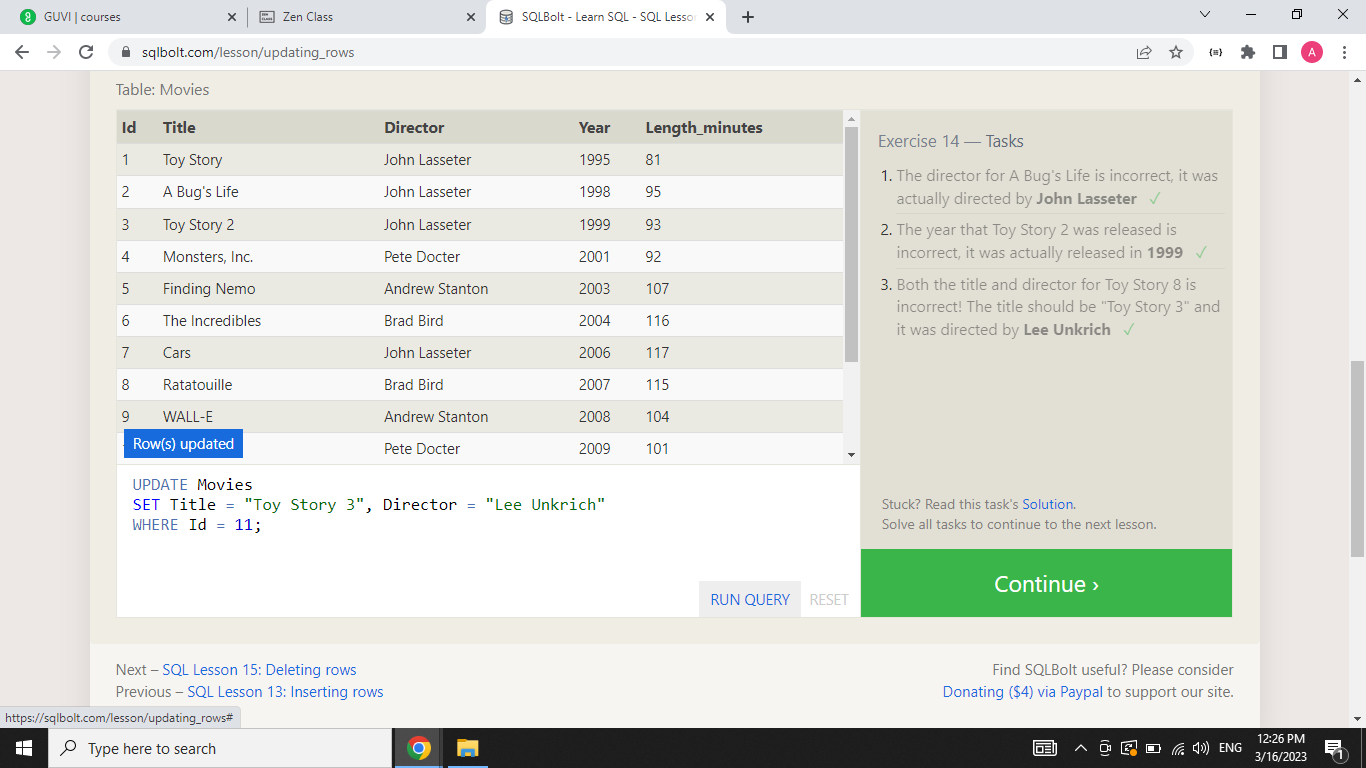 GUVI | courses
Zen Class
SQLBolt - Learn SQL - SQL Lesso
sqlbolt.com/lesson/updating_rows
A
Table: Movies
Id Title Director Year Length_minutes
1 Toy Story John Lasseter 1995 81
2 A Bug's Life John Lasseter 1998 95
3 Toy Story 2 John Lasseter 1999 93
4 Monsters, Inc. Pete Docter 2001 92
5 Finding Nemo Andrew Stanton 2003 107
6 The Incredibles Brad Bird 2004 116
7 Cars John Lasseter 2006 117
8 Ratatouille Brad Bird 2007 115
9 WALL-E Andrew Stanton 2008 104
Pete Docter 2009 101
Row(s) updated
UPDATE Movies
SET Title = "Toy Story 3", Director = "Lee Unkrich"
WHERE Id = 11;
RUN QUERY RESET
Exercise 14 — Tasks
1. The director for A Bug's Life is incorrect, it was
actually directed by John Lasseter ✓
2. The year that Toy Story 2 was released is
incorrect, it was actually released in 1999 ✓
3. Both the title and director for Toy Story 8 is
incorrect! The title should be "Toy Story 3" and
it was directed by Lee Unkrich ✓
Stuck? Read this task's Solution.
Solve all tasks to continue to the next lesson.
Continue ›
Next – SQL Lesson 15: Deleting rows
Previous – SQL Lesson 13: Inserting rows
Find SQLBolt useful? Please consider
Donating ($4) via Paypal to support our site.
https://sqlbolt.com/lesson/updating_rows#
Type here to search
ENG
12:26 PM
3/16/2023
1